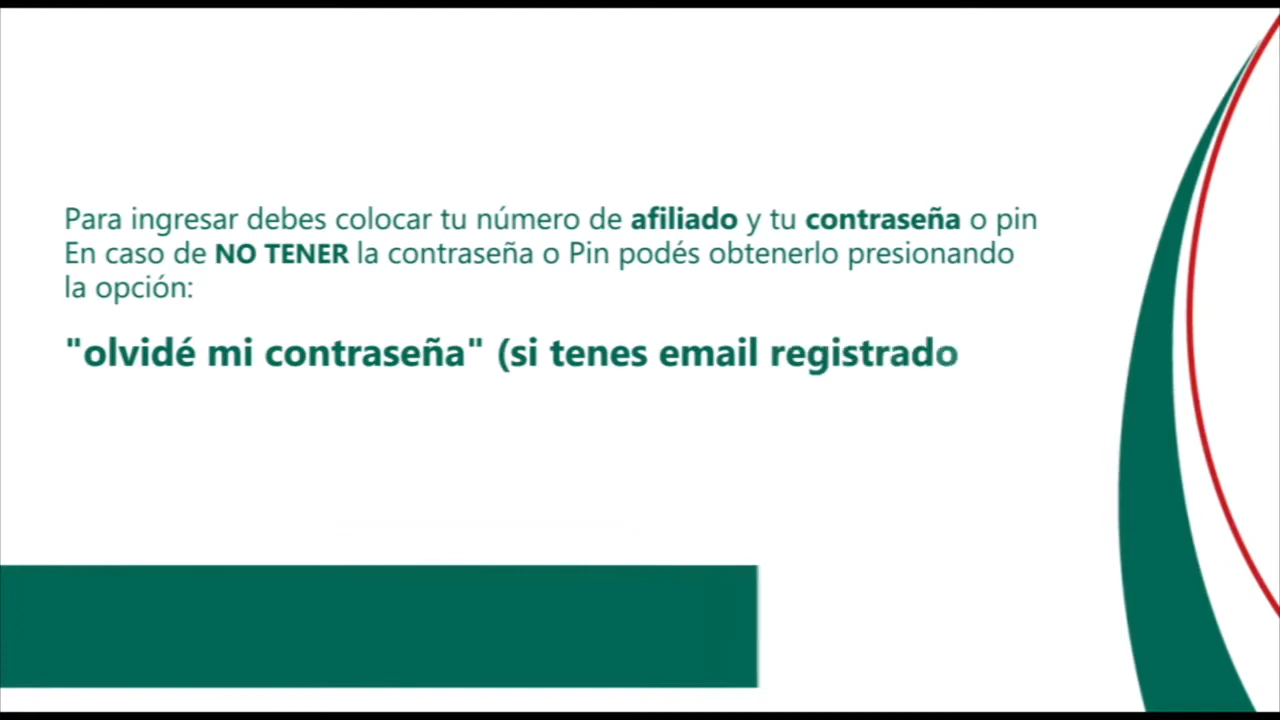 Para ingresar debes colocar tu número de afiliado y tu contraseña o pin
En caso de NO TENER la contraseña o Pin podés obtenerlo presionando
la opción:
"olvidé mi contraseña" (si tenes email registrado